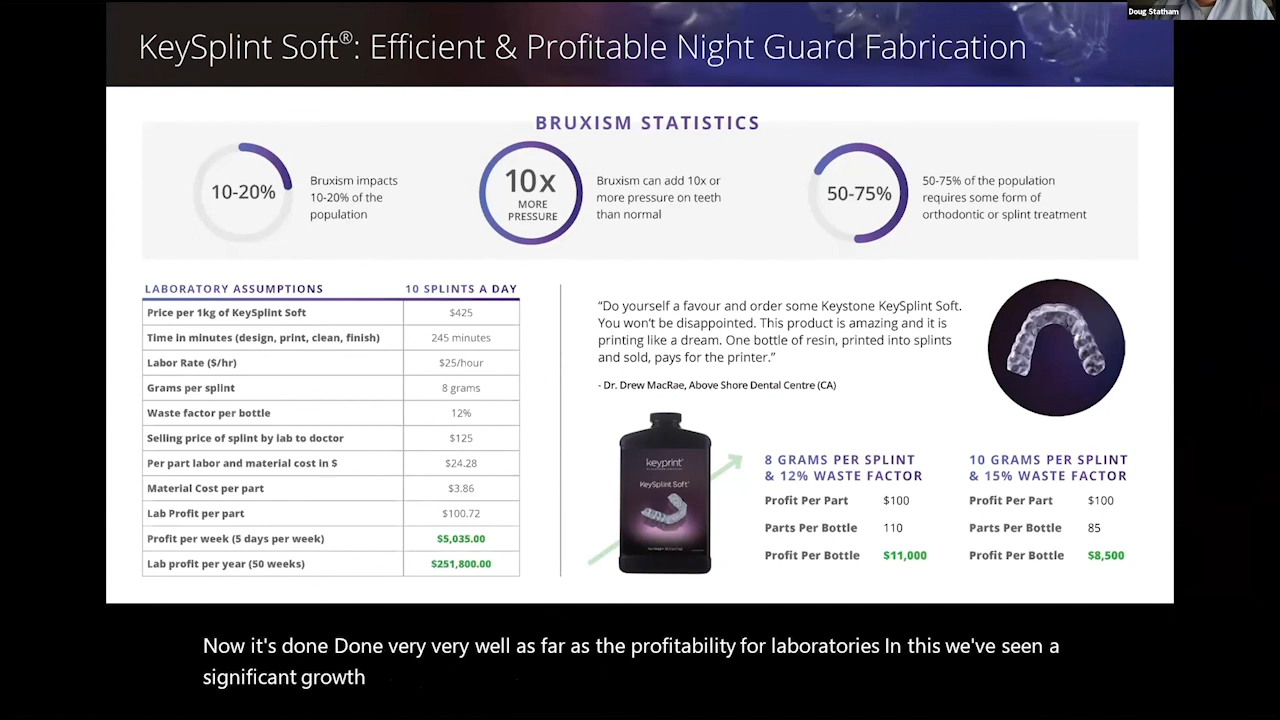 Doug Statham
KeySplint Soft®: Efficient & Profitable Night Guard Fabrication
BRUXISM STATISTICS
10-20%
Bruxism impacts
10-20% of the
population
10x
MORE
PRESSURE
Bruxism can add 10x or
more pressure on teeth
than normal
50-75%
50-75% of the population
requires some form of
orthodontic or splint treatment
LABORATORY ASSUMPTIONS 10 SPLINTS A DAY
Price per 1kg of KeySplint Soft $425
Time in minutes (design, print, clean, finish) 245 minutes
Labor Rate ($/hr) $25/hour
Grams per splint 8 grams
Waste factor per bottle 12%
Selling price of splint by lab to doctor $125
Per part labor and material cost in $ $24.28
Material Cost per part $3.86
Lab Profit per part $100.72
Profit per week (5 days per week) $5,035.00
Lab profit per year (50 weeks) $251,800.00
“Do yourself a favour and order some Keystone KeySplint Soft.
You won’t be disappointed. This product is amazing and it is
printing like a dream. One bottle of resin, printed into splints
and sold, pays for the printer.”
- Dr. Drew MacRae, Above Shore Dental Centre (CA)
keyprint®
KeySplint Soft®
8 GRAMS PER SPLINT
& 12% WASTE FACTOR
Profit Per Part $100
Parts Per Bottle 110
Profit Per Bottle $11,000
10 GRAMS PER SPLINT
& 15% WASTE FACTOR
Profit Per Part $100
Parts Per Bottle 85
Profit Per Bottle $8,500
Now it's done Done very very well as far as the profitability for laboratories In this we've seen a
significant growth